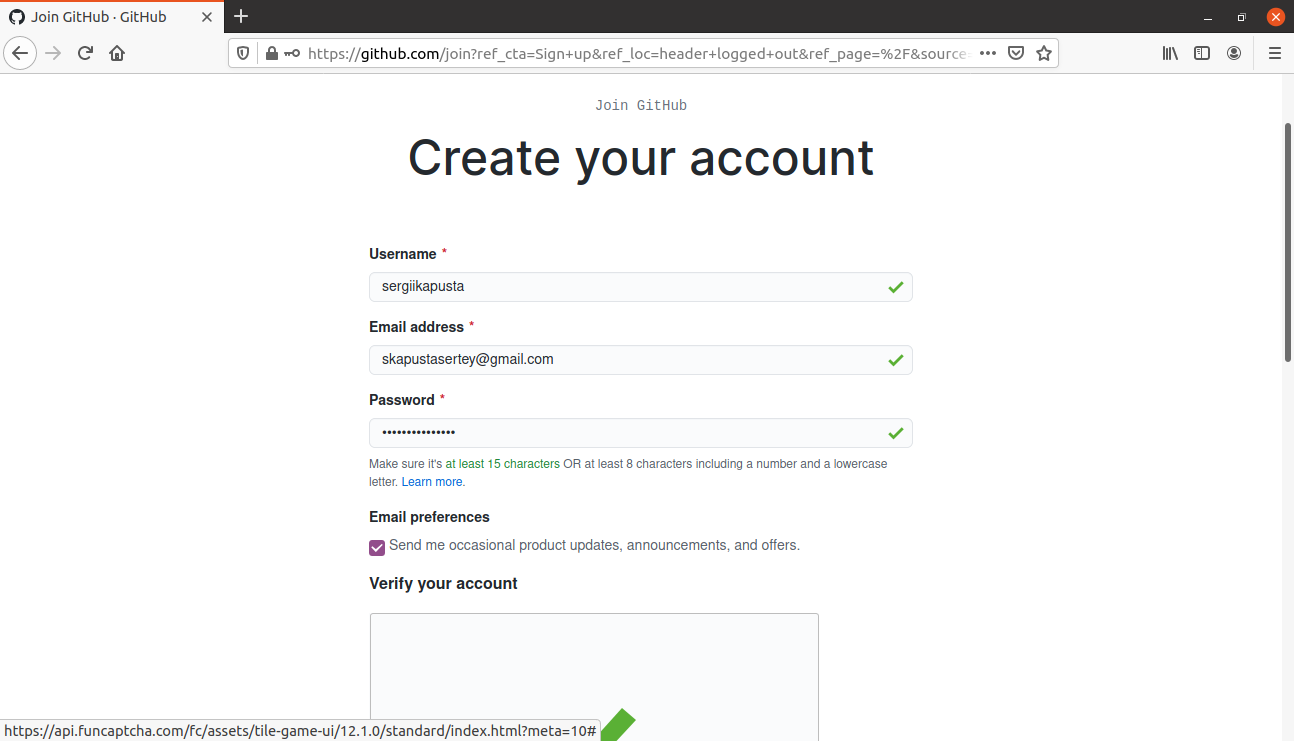 Join GitHub · GitHub
https://github.com/join?ref_cta=Sign+up&ref_loc=header+logged+out&ref_page=%2F&source=
Join GitHub
Create your account
Username *
sergiikapusta
Email address *
skapustasertey@gmail.com
Password *
•••••••••••••••
Make sure it's at least 15 characters OR at least 8 characters including a number and a lowercase
letter. Learn more.
Email preferences
Send me occasional product updates, announcements, and offers.
Verify your account
https://api.funcaptcha.com/fc/assets/tile-game-ui/12.1.0/standard/index.html?meta=10#